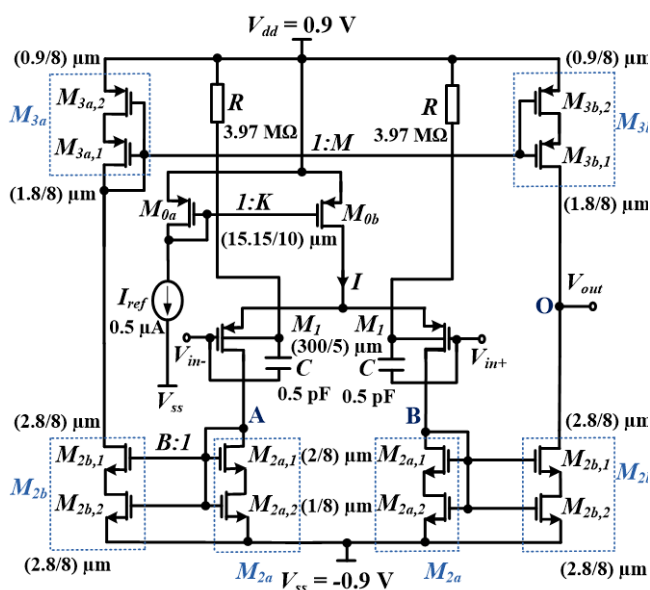 V_dd = 0.9 V
(0.9/8) μm
(0.9/8) μm
M_3a,2
R
R
M_3b,2
M_3a
3.97 MΩ
3.97 MΩ
M_3a,1
1:M
M_3b,1
(1.8/8) μm
(1.8/8) μm
M_0a
1:K
M_0b
(15.15/10) μm
I
I_ref
0.5 μA
O
V_out
M_1
M_1
V_in-
(300/5) μm
V_in+
C
C
V_ss
0.5 pF
0.5 pF
A
B
(2.8/8) μm
(2.8/8) μm
B:1
M_2b,1
M_2a,1
(2/8) μm
M_2a,1
M_2b,1
M_2b
M_2b,2
M_2a,2
(1/8) μm
M_2a,2
M_2b,2
(2.8/8) μm
M_2a
V_ss = -0.9 V
M_2a
(2.8/8) μm